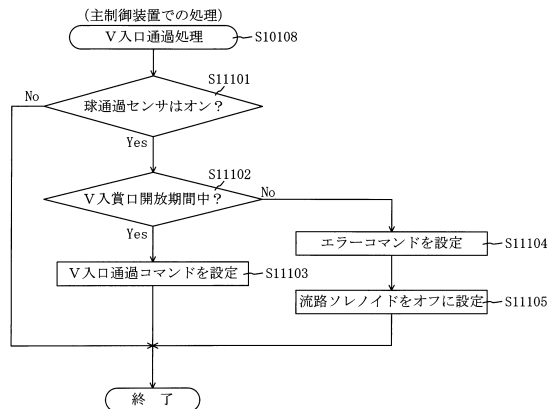 (主制御装置での処理)
V入口通過処理
S10108
S11101
球通過センサはオン?
No
Yes
S11102
V入賞口開放期間中?
No
Yes
エラーコマンドを設定
S11104
V入口通過コマンドを設定
S11103
流路ソレノイドをオフに設定
S11105
終 了